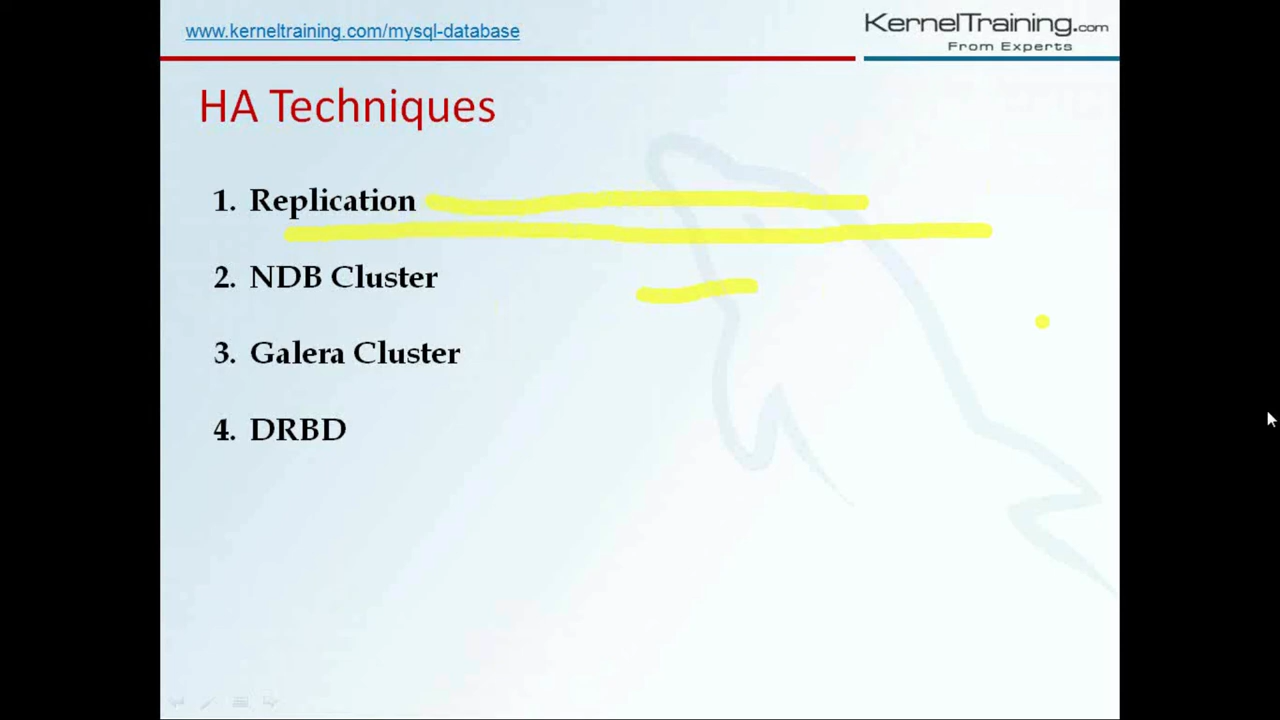 www.kerneltraining.com/mysql-database
KernelTraining.com
From Experts
HA Techniques
1. Replication
2. NDB Cluster
3. Galera Cluster
4. DRBD